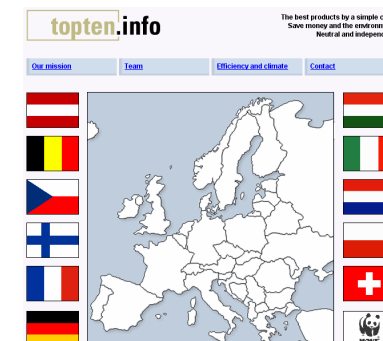 topten.info
The best products by a simple c
Save money and the environm
Neutral and independ
Our mission
Team
Efficiency and climate
Contact
WWF